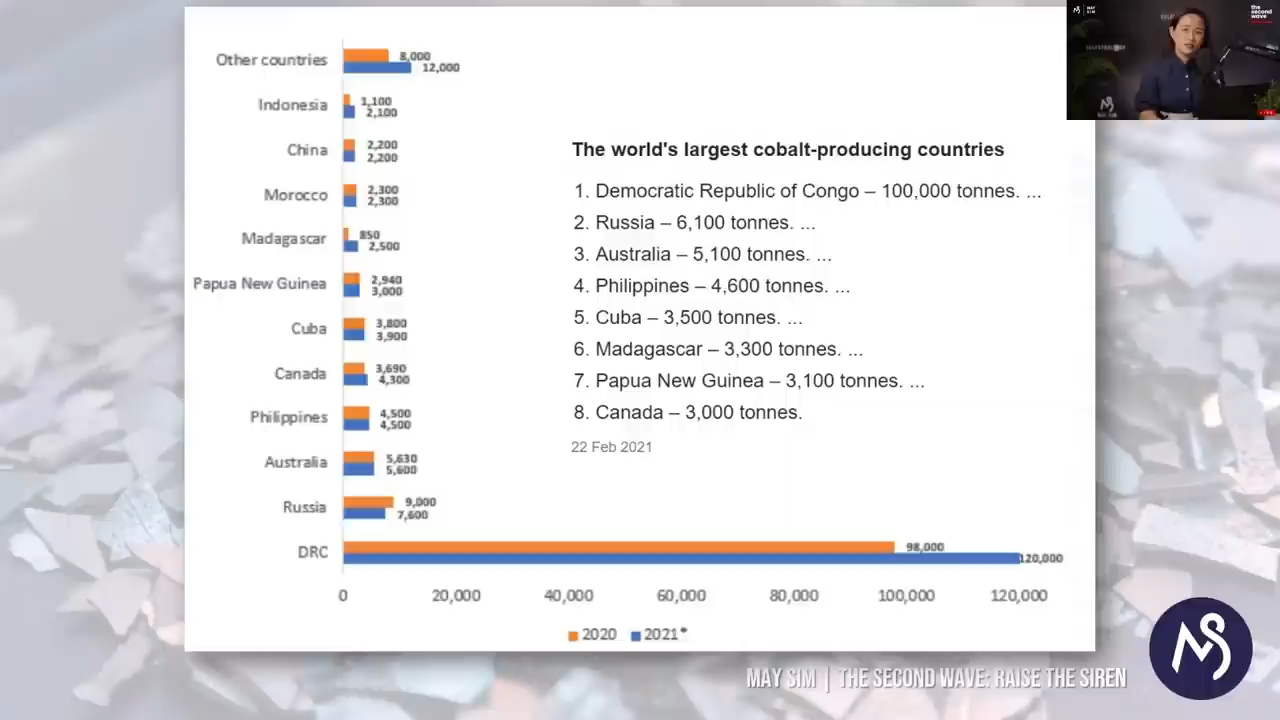 MAY SIM
the second wave
Other countries 8,000 12,000
Indonesia 1,100 2,100
China 2,200 2,200
Morocco 2,300 2,300
Madagascar 850 2,500
Papua New Guinea 2,940 3,000
Cuba 3,800 3,900
Canada 3,690 4,300
Philippines 4,500 4,500
Australia 5,630 5,600
Russia 9,000 7,600
DRC 98,000 120,000
0 20,000 40,000 60,000 80,000 100,000 120,000
2020 2021*
The world's largest cobalt-producing countries
1. Democratic Republic of Congo – 100,000 tonnes. ...
2. Russia – 6,100 tonnes. ...
3. Australia – 5,100 tonnes. ...
4. Philippines – 4,600 tonnes. ...
5. Cuba – 3,500 tonnes. ...
6. Madagascar – 3,300 tonnes. ...
7. Papua New Guinea – 3,100 tonnes. ...
8. Canada – 3,000 tonnes.
22 Feb 2021
MAY SIM | THE SECOND WAVE: RAISE THE SIREN
MS